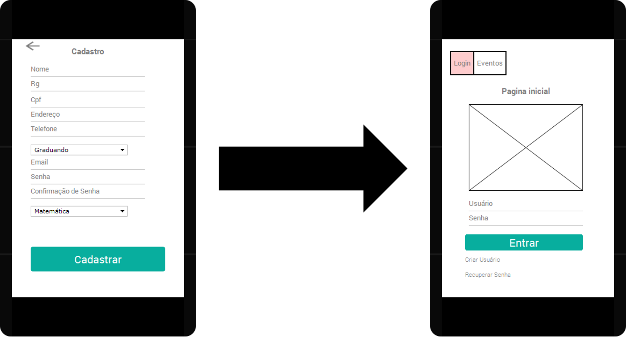 Cadastro
Nome
Rg
Cpf
Endereço
Telefone
Graduando
Email
Senha
Confirmação de Senha
Matemática
Cadastrar
Login Eventos
Pagina inicial
Usuário
Senha
Entrar
Criar Usuário
Recuperar Senha